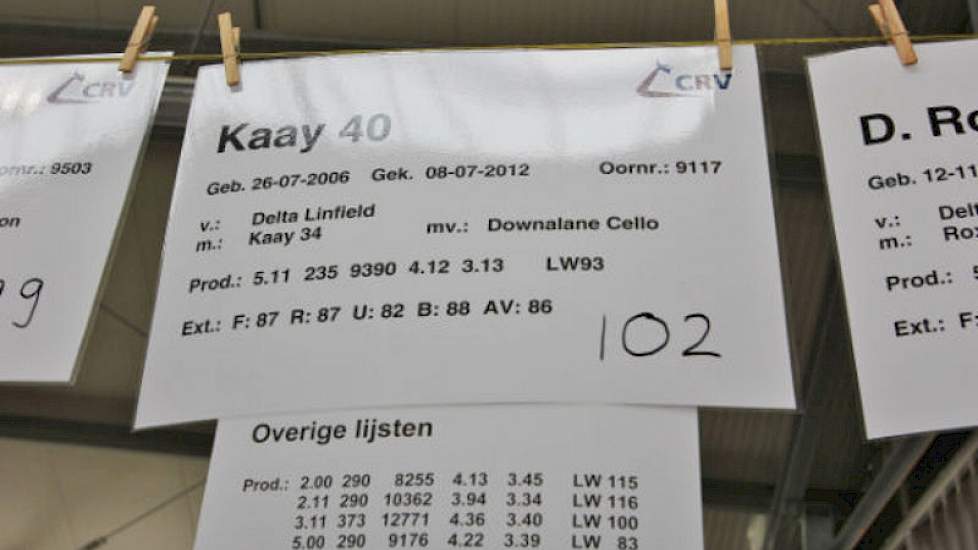 CRV
Oornr.: 9503
99
CRV
Kaay 40
Geb. 26-07-2006 Gek. 08-07-2012 Oornr.: 9117
v.: Delta Linfield mv.: Downalane Cello
m.: Kaay 34
Prod.: 5.11 235 9390 4.12 3.13 LW93
Ext.: F: 87 R: 87 U: 82 B: 88 AV: 86
102
Overige lijsten
Prod.: 2.00 290 8255 4.13 3.45 LW 115
2.11 290 10362 3.94 3.34 LW 116
3.11 373 12771 4.36 3.40 LW 100
5.00 290 9176 4.22 3.39 LW 83
D. Ro
Geb. 12-11
v.: Delt
m.: Rox
Prod.:
Ext.: F: